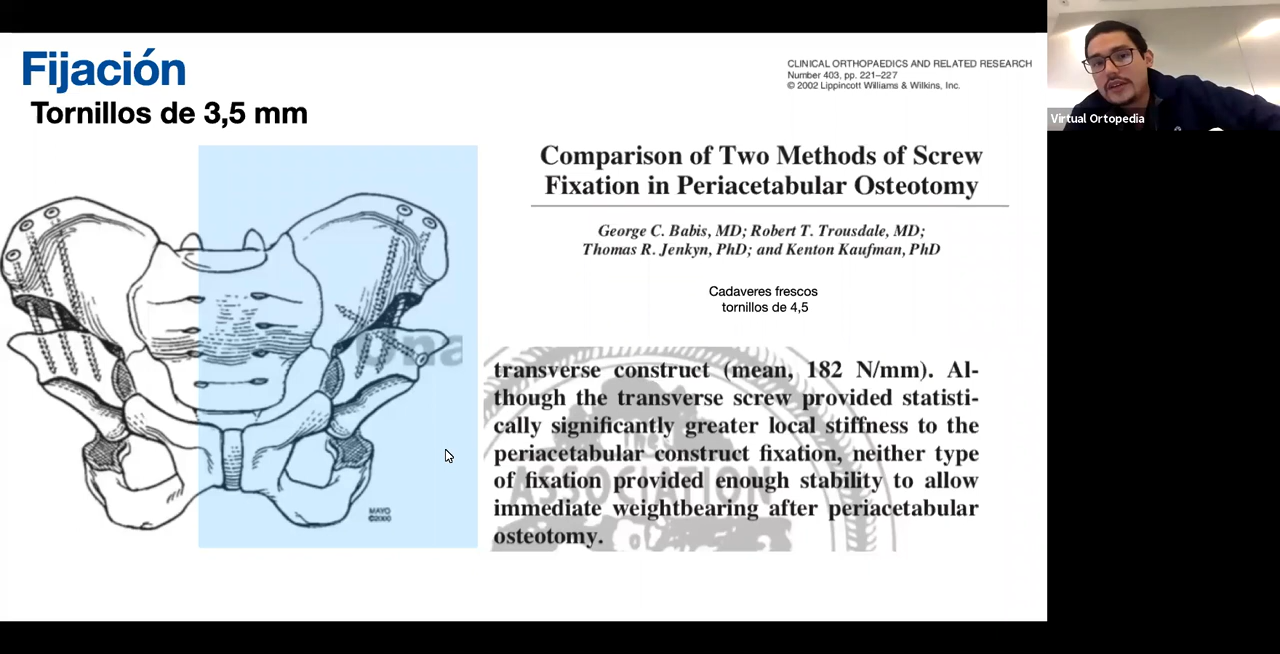 Fijación
Tornillos de 3,5 mm
CLINICAL ORTHOPAEDICS AND RELATED RESEARCH
Number 403, pp. 221–227
© 2002 Lippincott Williams & Wilkins, Inc.
Virtual Ortopedia
Comparison of Two Methods of Screw
Fixation in Periacetabular Osteotomy
George C. Babis, MD; Robert T. Trousdale, MD;
Thomas R. Jenkyn, PhD; and Kenton Kaufman, PhD
Cadaveres frescos
tornillos de 4,5
transverse construct (mean, 182 N/mm). Al-
though the transverse screw provided statisti-
cally significantly greater local stiffness to the
periacetabular construct fixation, neither type
of fixation provided enough stability to allow
immediate weightbearing after periacetabular
osteotomy.
ASSOCIATION
MAYO
©2000